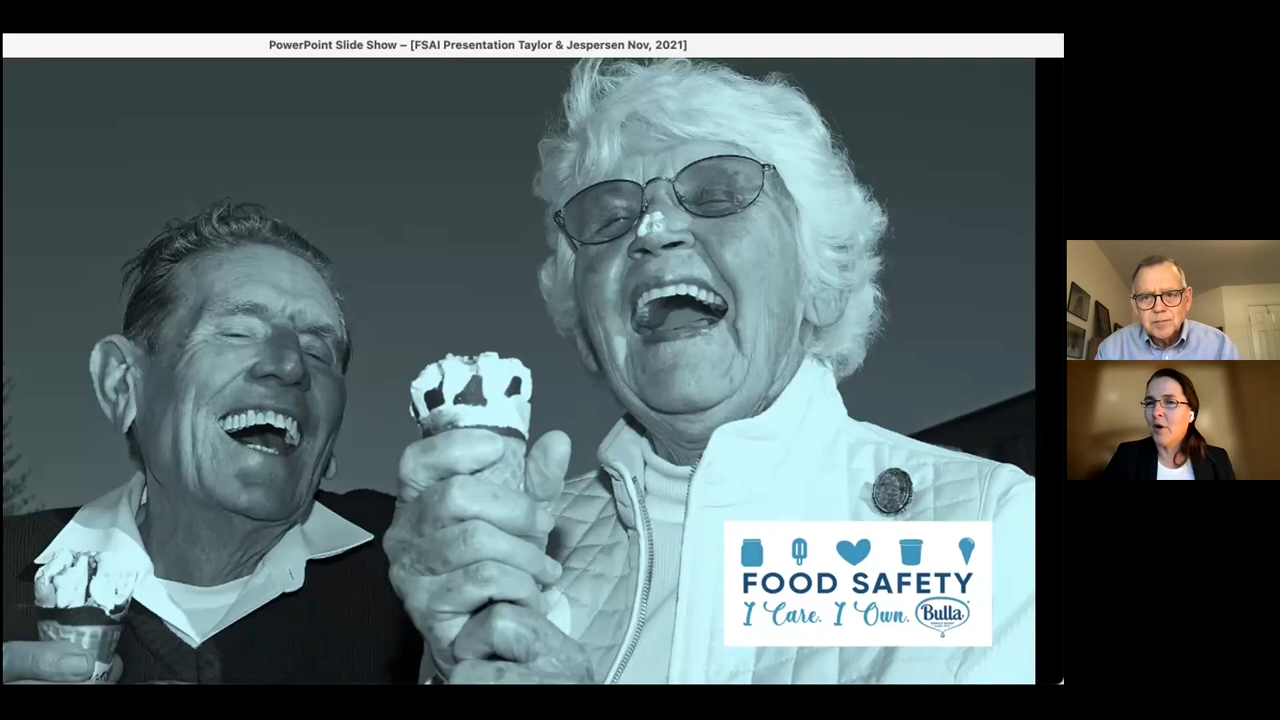 PowerPoint Slide Show – [FSAI Presentation Taylor & Jespersen Nov, 2021]
FOOD SAFETY
I Care. I Own.
Bulla